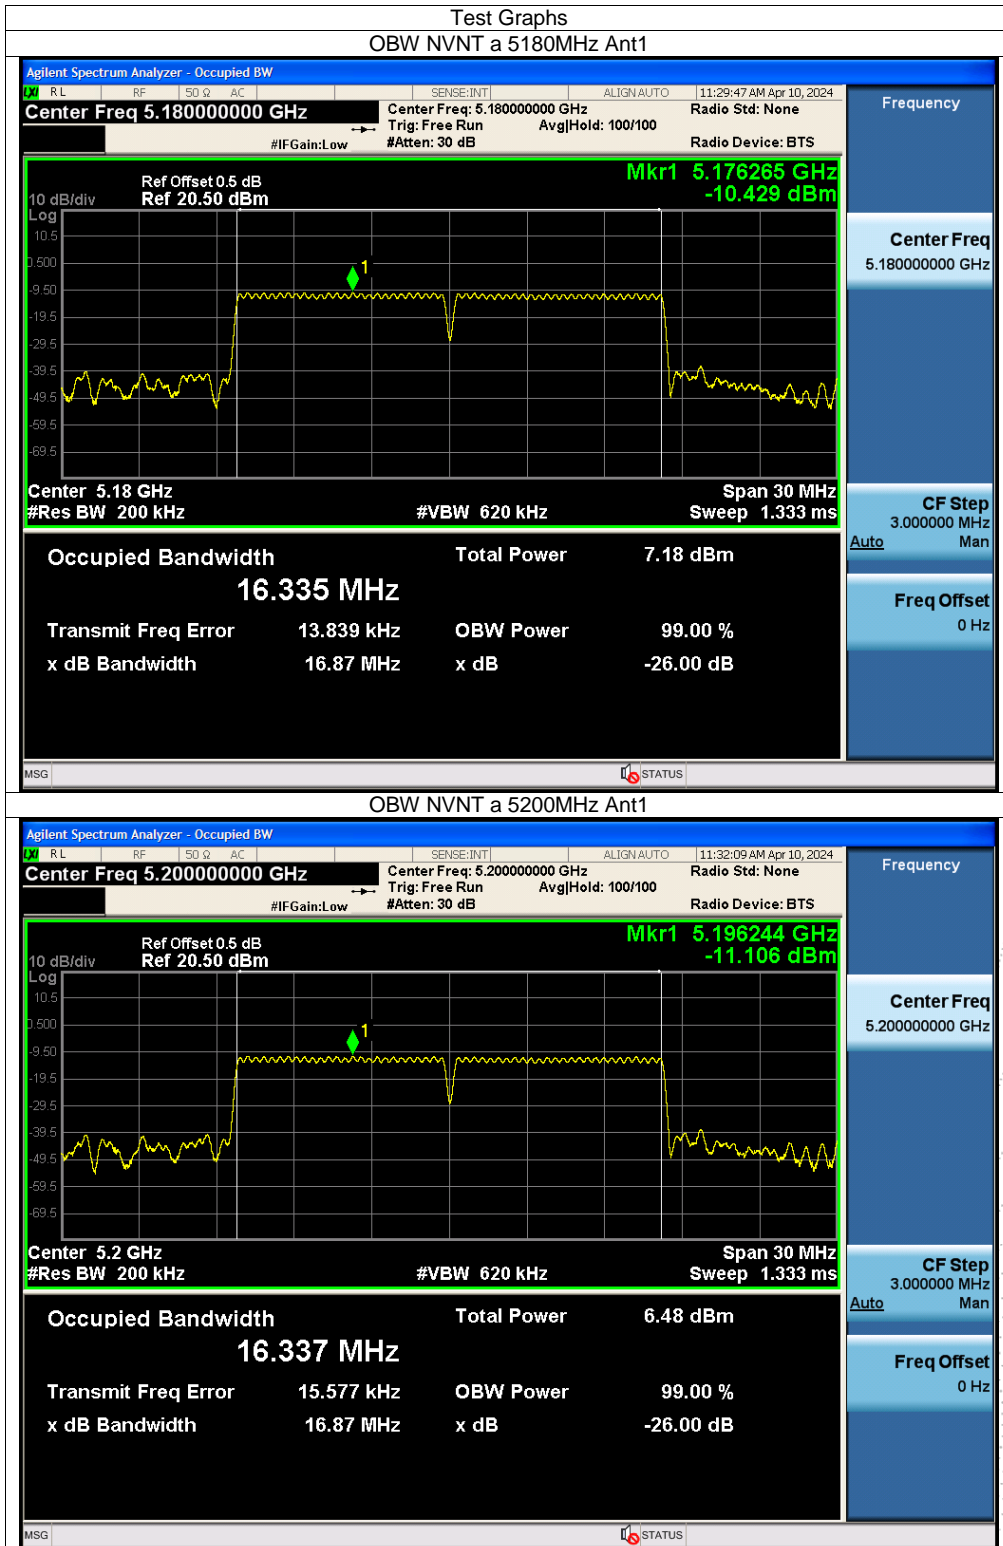 Test Graphs
OBW NVNT a 5180MHz Ant1
Agilent Spectrum Analyzer - Occupied BW
LXI RL RF 50 Ω AC SENSE:INT ALIGN AUTO 11:29:47 AM Apr 10, 2024
Center Freq 5.180000000 GHz
Center Freq: 5.180000000 GHz Radio Std: None
Trig: Free Run Avg|Hold: 100/100
#IFGain:Low #Atten: 30 dB Radio Device: BTS
Frequency
Mkr1 5.176265 GHz
-10.429 dBm
Ref Offset 0.5 dB
10 dB/div Ref 20.50 dBm
Log
10.5
0.500
-9.50
-19.5
-29.5
-39.5
-49.5
-59.5
-69.5
1
Center 5.18 GHz Span 30 MHz
#Res BW 200 kHz #VBW 620 kHz Sweep 1.333 ms
Center Freq
5.180000000 GHz
CF Step
3.000000 MHz
Auto Man
Freq Offset
0 Hz
Occupied Bandwidth Total Power 7.18 dBm
16.335 MHz
Transmit Freq Error 13.839 kHz OBW Power 99.00 %
x dB Bandwidth 16.87 MHz x dB -26.00 dB
MSG STATUS
OBW NVNT a 5200MHz Ant1
Agilent Spectrum Analyzer - Occupied BW
LXI RL RF 50 Ω AC SENSE:INT ALIGN AUTO 11:32:09 AM Apr 10, 2024
Center Freq 5.200000000 GHz
Center Freq: 5.200000000 GHz Radio Std: None
Trig: Free Run Avg|Hold: 100/100
#IFGain:Low #Atten: 30 dB Radio Device: BTS
Frequency
Mkr1 5.196244 GHz
-11.106 dBm
Ref Offset 0.5 dB
10 dB/div Ref 20.50 dBm
Log
10.5
0.500
-9.50
-19.5
-29.5
-39.5
-49.5
-59.5
-69.5
1
Center 5.2 GHz Span 30 MHz
#Res BW 200 kHz #VBW 620 kHz Sweep 1.333 ms
Center Freq
5.200000000 GHz
CF Step
3.000000 MHz
Auto Man
Freq Offset
0 Hz
Occupied Bandwidth Total Power 6.48 dBm
16.337 MHz
Transmit Freq Error 15.577 kHz OBW Power 99.00 %
x dB Bandwidth 16.87 MHz x dB -26.00 dB
MSG STATUS